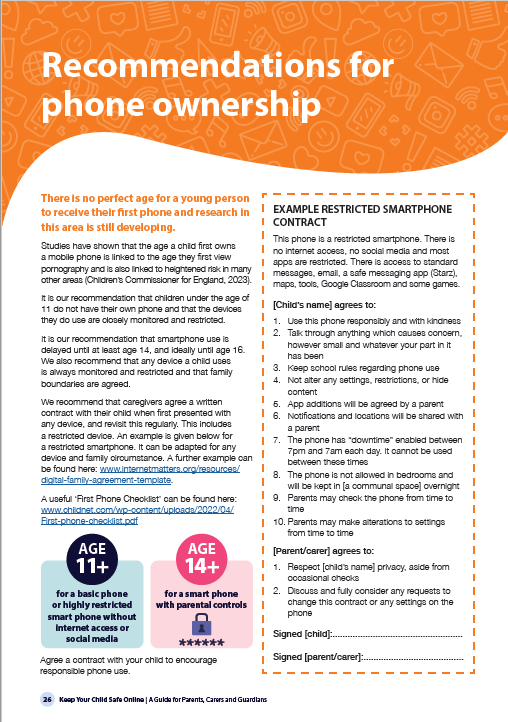 Recommendations for
phone ownership
There is no perfect age for a young person
to receive their first phone and research in
this area is still developing.
Studies have shown that the age a child first owns
a mobile phone is linked to the age they first view
pornography and is also linked to heightened risk in many
other areas (Children's Commissioner for England, 2023).
It is our recommendation that children under the age of
11 do not have their own phone and that the devices
they do use are closely monitored and restricted.
It is our recommendation that smartphone use is
delayed until at least age 14, and ideally until age 16.
We also recommend that any device a child uses
is always monitored and restricted and that family
boundaries are agreed.
We recommend that caregivers agree a written
contract with their child when first presented with
any device, and revisit this regularly. This includes
a restricted device. An example is given below for
a restricted smartphone. It can be adapted for any
device and family circumstance. A further example can
be found here: www.internetmatters.org/resources/
digital-family-agreement-template.
A useful 'First Phone Checklist' can be found here:
www.childnet.com/wp-content/uploads/2022/04/
First-phone-checklist.pdf
AGE
11+
for a basic phone
or highly restricted
smart phone without
internet access or
social media
AGE
14+
for a smart phone
with parental controls
******
Agree a contract with your child to encourage
responsible phone use.
EXAMPLE RESTRICTED SMARTPHONE
CONTRACT
This phone is a restricted smartphone. There is
no internet access, no social media and most
apps are restricted. There is access to standard
messages, email, a safe messaging app (Starz),
maps, tools, Google Classroom and some games.
[Child's name] agrees to:
1. Use this phone responsibly and with kindness
2. Talk through anything which causes concern,
however small and whatever your part in it
has been
3. Keep school rules regarding phone use
4. Not alter any settings, restrictions, or hide
content
5. App additions will be agreed by a parent
6. Notifications and locations will be shared with
a parent
7. The phone has "downtime" enabled between
7pm and 7am each day. It cannot be used
between these times
8. The phone is not allowed in bedrooms and
will be kept in [a communal space] overnight
9. Parents may check the phone from time to
time
10. Parents may make alterations to settings
from time to time
[Parent/carer] agrees to:
1. Respect [child's name] privacy, aside from
occasional checks
2. Discuss and fully consider any requests to
change this contract or any settings on the
phone
Signed [child]:..................................................
Signed [parent/carer]:......................................
26 Keep Your Child Safe Online | A Guide for Parents, Carers and Guardians